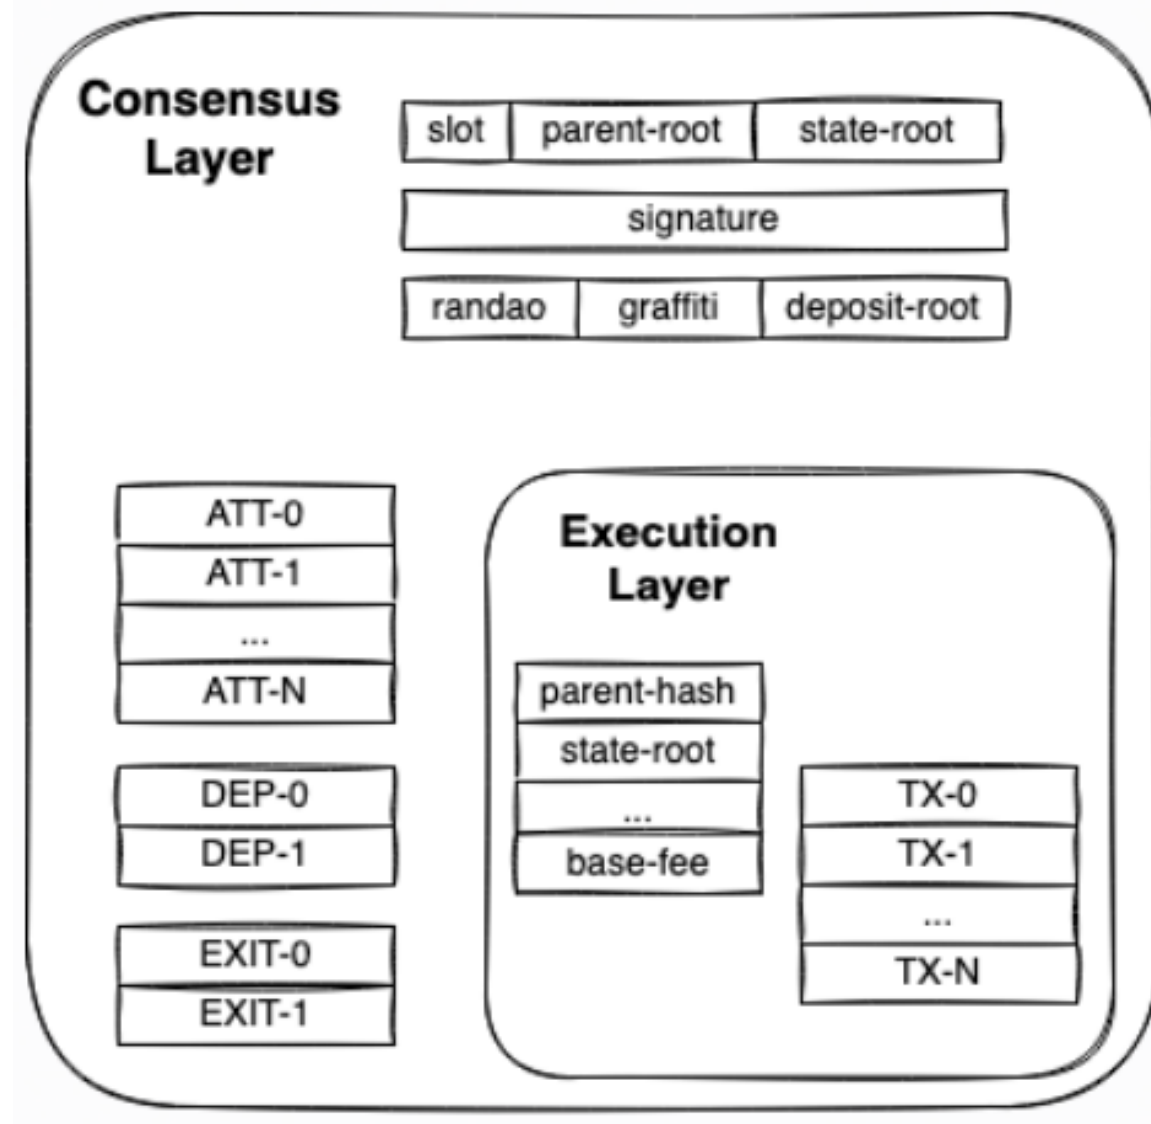 Consensus
Layer
slot parent-root state-root
signature
randao graffiti deposit-root
ATT-0
ATT-1
...
ATT-N
DEP-0
DEP-1
EXIT-0
EXIT-1
Execution
Layer
parent-hash
state-root
...
base-fee
TX-0
TX-1
...
TX-N